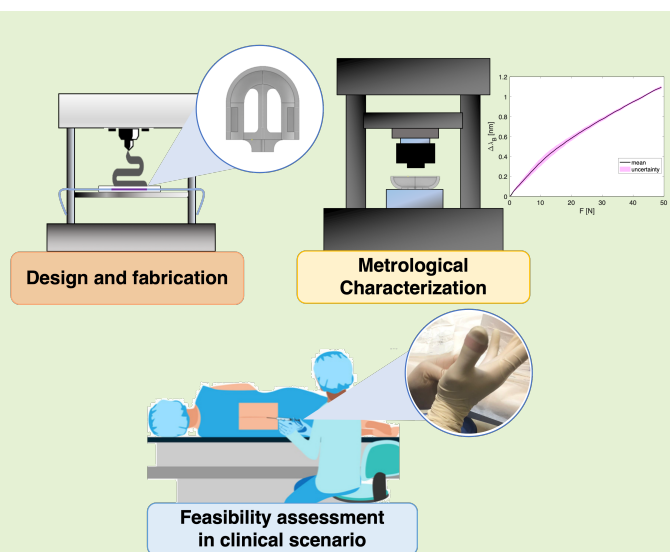 1.2
1
0.8
0.6
0.4
0.2
0
0
10
20
30
40
50
Δλ_B [nm]
F [N]
mean
uncertainty
Design and fabrication
Metrological
Characterization
Feasibility assessment
in clinical scenario